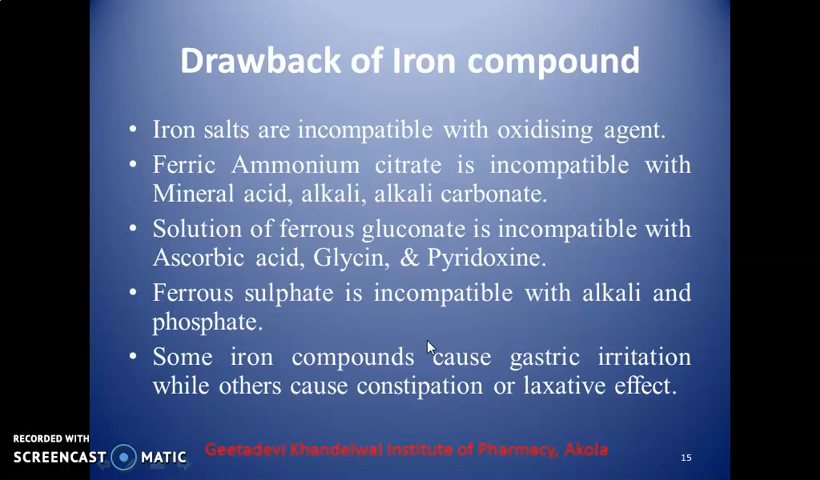 Drawback of Iron compound
• Iron salts are incompatible with oxidising agent.
• Ferric Ammonium citrate is incompatible with
Mineral acid, alkali, alkali carbonate.
• Solution of ferrous gluconate is incompatible with
Ascorbic acid, Glycin, & Pyridoxine.
• Ferrous sulphate is incompatible with alkali and
phosphate.
• Some iron compounds cause gastric irritation
while others cause constipation or laxative effect.
RECORDED WITH
SCREENCAST MATIC
Geetadevi Khandelwal Institute of Pharmacy, Akola
15